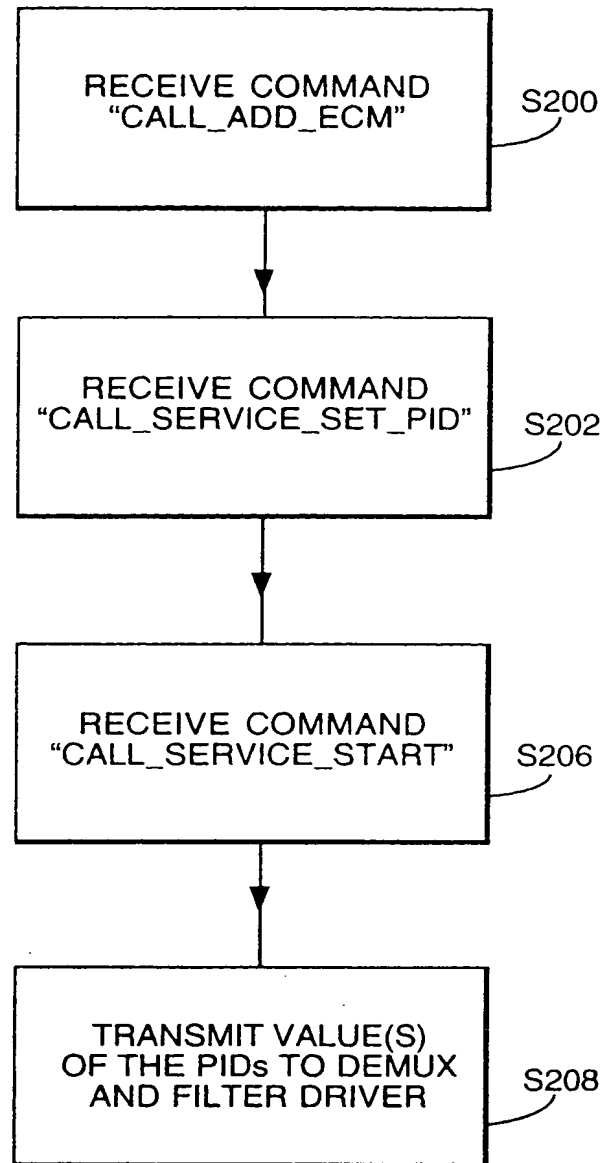 RECEIVE COMMAND
“CALL_ADD_ECM”
S200
RECEIVE COMMAND
“CALL_SERVICE_SET_PID”
S202
RECEIVE COMMAND
“CALL_SERVICE_START”
S206
TRANSMIT VALUE(S)
OF THE PIDs TO DEMUX
AND FILTER DRIVER
S208